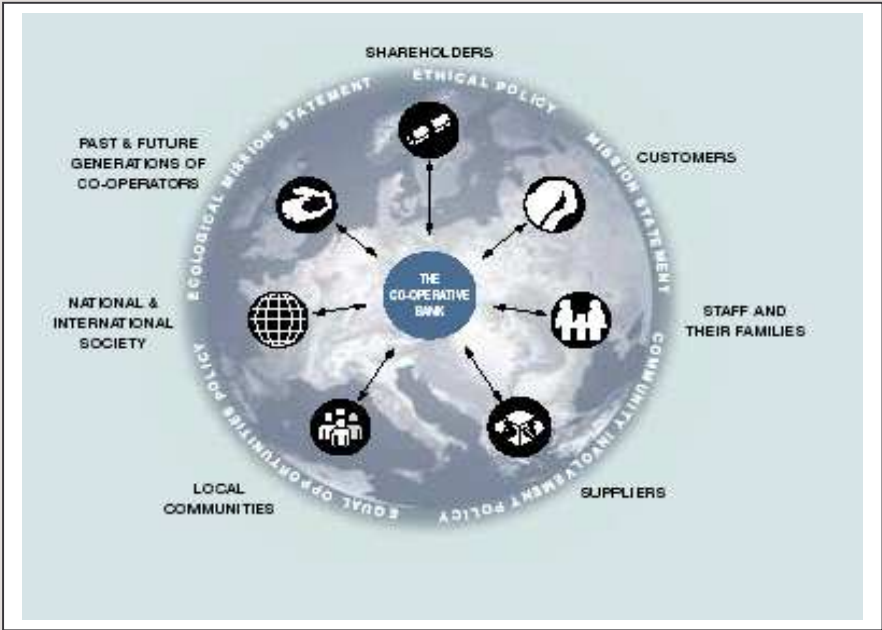 SHAREHOLDERS
ETHICAL POLICY
MISSION STATEMENT
COMMUNITY INVOLVEMENT POLICY
EQUAL OPPORTUNITIES POLICY
ECOLOGICAL MISSION STATEMENT
CUSTOMERS
STAFF AND
THEIR FAMILIES
SUPPLIERS
LOCAL
COMMUNITIES
NATIONAL &
INTERNATIONAL
SOCIETY
PAST & FUTURE
GENERATIONS OF
CO-OPERATORS
THE
CO-OPERATIVE
BANK